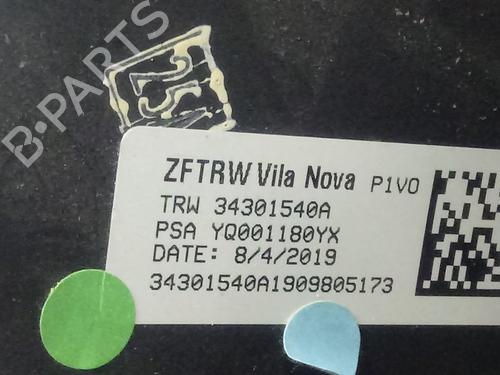 B-PARTS
ZFTRW Vila Nova P1VO
TRW 34301540A
PSA YQ001180YX
DATE: 8/4/2019
34301540A1909805173